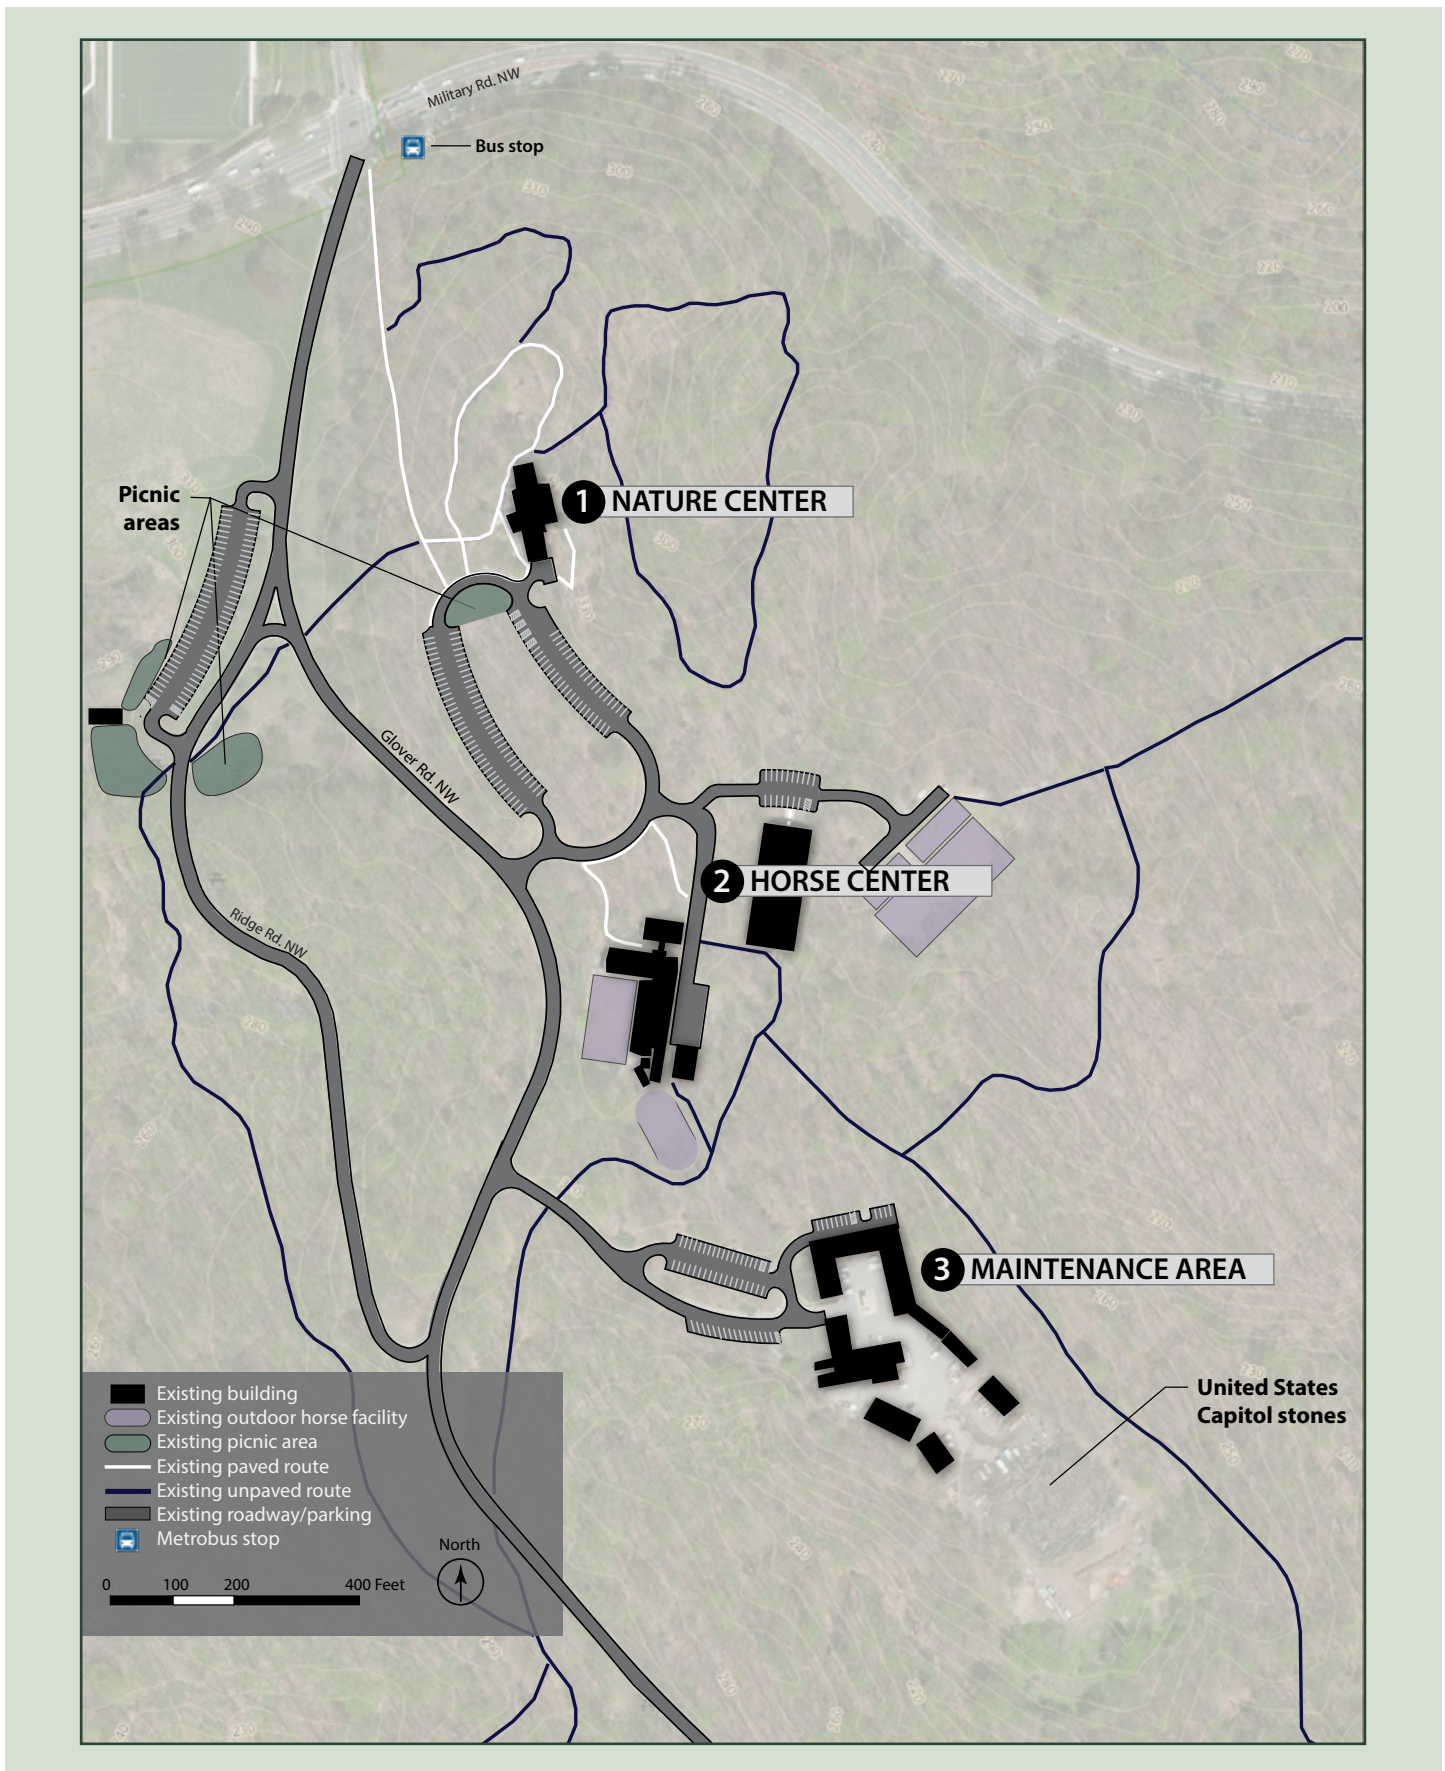 Military Rd. NW
Bus stop
Picnic
areas
1 NATURE CENTER
Glover Rd. NW
2 HORSE CENTER
Ridge Rd. NW
3 MAINTENANCE AREA
United States
Capitol stones
Existing building
Existing outdoor horse facility
Existing picnic area
Existing paved route
Existing unpaved route
Existing roadway/parking
Metrobus stop
North
0 100 200 400 Feet